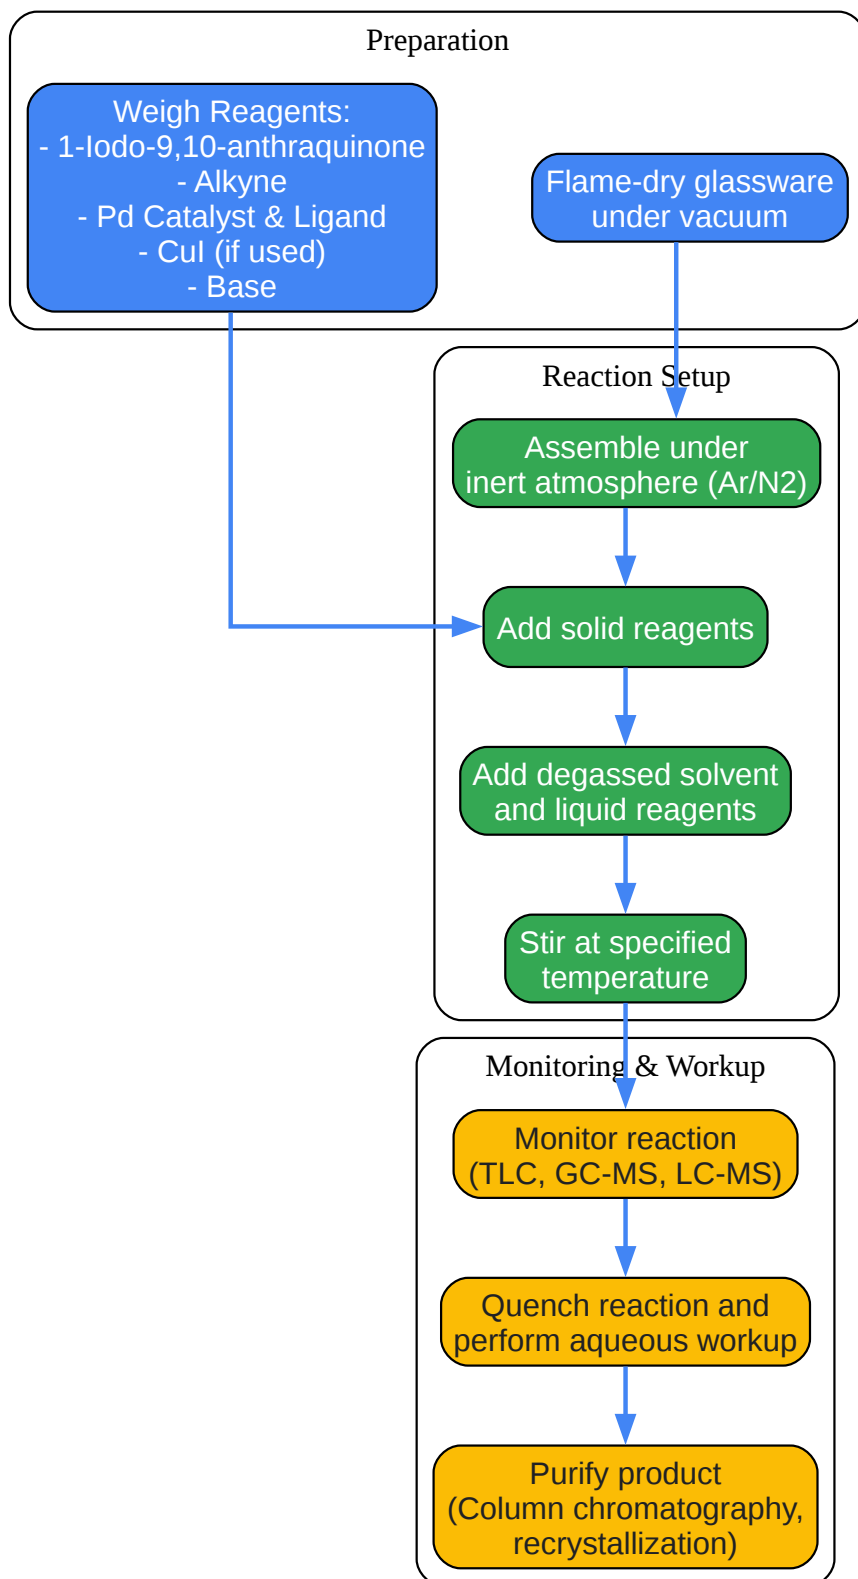 Preparation
Weigh Reagents:
- 1-Iodo-9,10-anthraquinone
- Alkyne
- Pd Catalyst & Ligand
- CuI (if used)
- Base
Flame-dry glassware
under vacuum
Reaction Setup
Assemble under
inert atmosphere (Ar/N2)
Add solid reagents
Add degassed solvent
and liquid reagents
Stir at specified
temperature
Monitoring & Workup
Monitor reaction
(TLC, GC-MS, LC-MS)
Quench reaction and
perform aqueous workup
Purify product
(Column chromatography,
recrystallization)